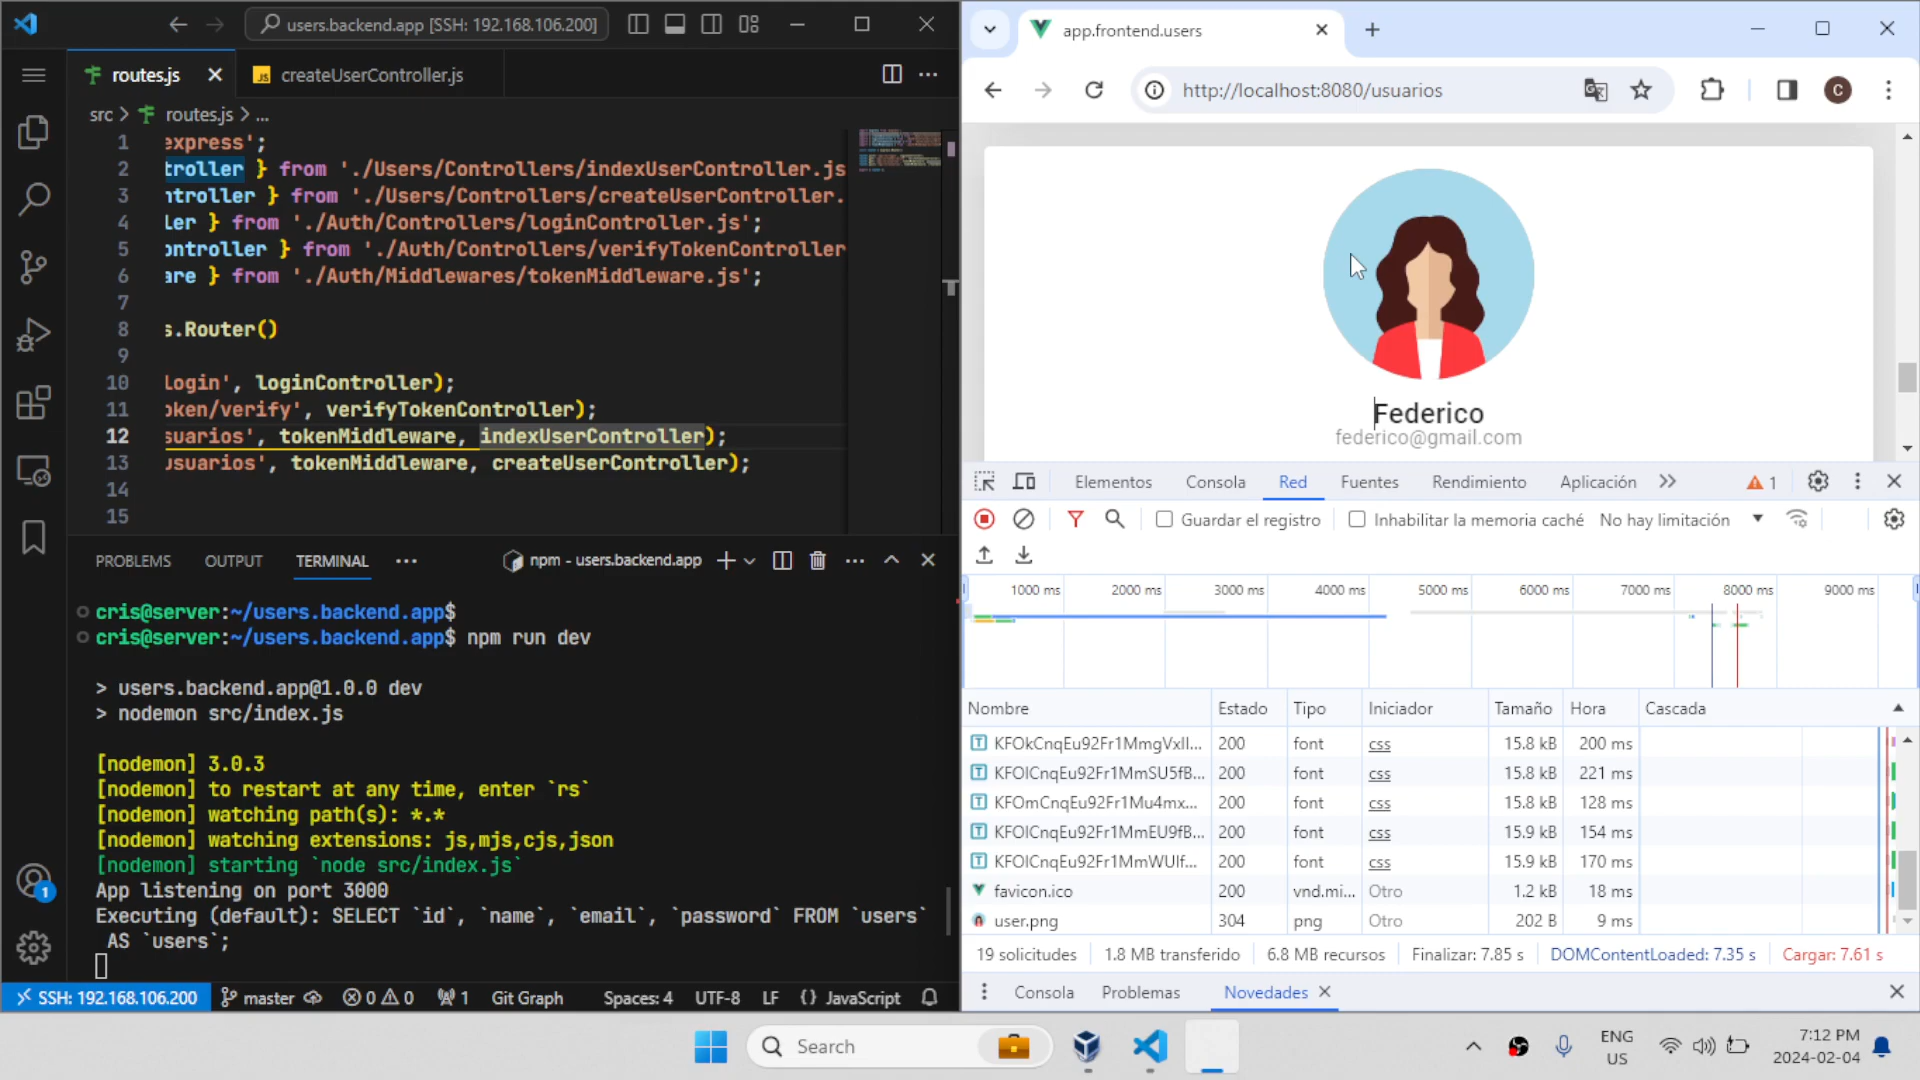 users.backend.app [SSH: 192.168.106.200]
routes.js
JS createUserController.js
src > routes.js > ...
1 express';
2 troller } from './Users/Controllers/indexUserController.js
3 ntroller } from './Users/Controllers/createUserController.
4 ler } from './Auth/Controllers/loginController.js';
5 ontroller } from './Auth/Controllers/verifyTokenController
6 are } from './Auth/Middlewares/tokenMiddleware.js';
7
8 s.Router()
9
10 login', loginController);
11 oken/verify', verifyTokenController);
12 suarios', tokenMiddleware, indexUserController);
13 usuarios', tokenMiddleware, createUserController);
14
15
PROBLEMS OUTPUT TERMINAL ... npm - users.backend.app
cris@server:~/users.backend.app$
cris@server:~/users.backend.app$ npm run dev
> users.backend.app@1.0.0 dev
> nodemon src/index.js
[nodemon] 3.0.3
[nodemon] to restart at any time, enter `rs`
[nodemon] watching path(s): *.*
[nodemon] watching extensions: js,mjs,cjs,json
[nodemon] starting `node src/index.js`
App listening on port 3000
Executing (default): SELECT `id`, `name`, `email`, `password` FROM `users`
AS `users`;
1
SSH: 192.168.106.200 master 0 0 1 Git Graph Spaces: 4 UTF-8 LF {} JavaScript
app.frontend.users
http://localhost:8080/usuarios
C
Federico
federico@gmail.com
Elementos Consola Red Fuentes Rendimiento Aplicación 1
Guardar el registro Inhabilitar la memoria caché No hay limitación
1000 ms 2000 ms 3000 ms 4000 ms 5000 ms 6000 ms 7000 ms 8000 ms 9000 ms
Nombre Estado Tipo Iniciador Tamaño Hora Cascada
KFOkCnqEu92Fr1MmgVxII... 200 font css 15.8 kB 200 ms
KFOlCnqEu92Fr1MmSU5fB... 200 font css 15.8 kB 221 ms
KFOmCnqEu92Fr1Mu4mx... 200 font css 15.8 kB 128 ms
KFOlCnqEu92Fr1MmEU9fB... 200 font css 15.9 kB 154 ms
KFOlCnqEu92Fr1MmWUlf... 200 font css 15.9 kB 170 ms
favicon.ico 200 vnd.mi... Otro 1.2 kB 18 ms
user.png 304 png Otro 202 B 9 ms
19 solicitudes 1.8 MB transferido 6.8 MB recursos Finalizar: 7.85 s DOMContentLoaded: 7.35 s Cargar: 7.61 s
Consola Problemas Novedades
Search
ENG
US
7:12 PM
2024-02-04